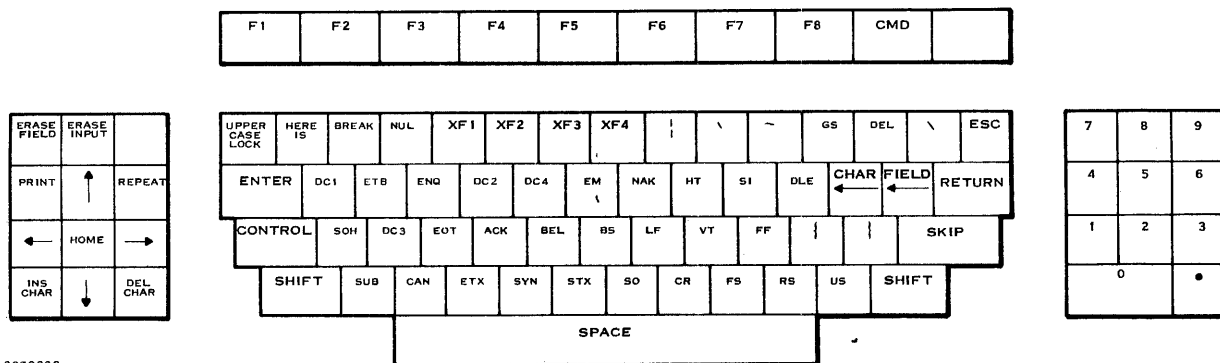 F1 F2 F3 F4 F5 F6 F7 F8 CMD
ERASE FIELD ERASE INPUT
PRINT ↑ REPEAT
← HOME →
INS CHAR ↓ DEL CHAR
UPPER CASE LOCK HERE IS BREAK NUL XF1 XF2 XF3 XF4 ¦ \ ~ GS DEL \ ESC
ENTER DC1 ETB ENQ DC2 DC4 EM \ NAK HT SI DLE CHAR ← FIELD ← RETURN
CONTROL SOH DC3 EOT ACK BEL BS LF VT FF { } SKIP
SHIFT SUB CAN ETX SYN STX SO CR FS RS US SHIFT
SPACE
7 8 9
4 5 6
1 2 3
0 •